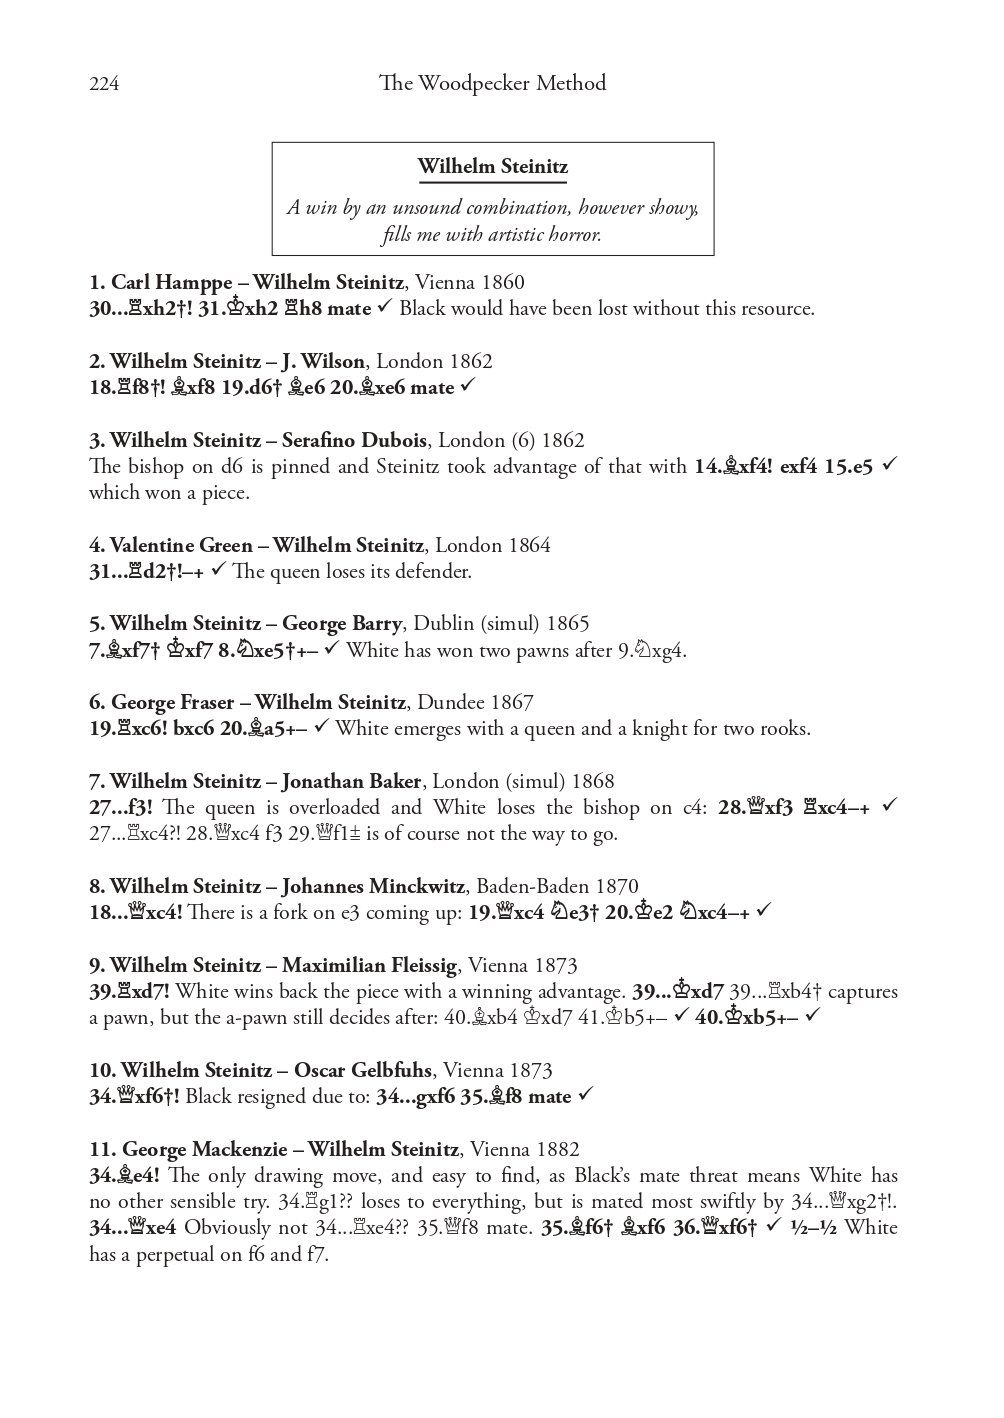 224
The Woodpecker Method
Wilhelm Steinitz
A win by an unsound combination, however showy,
fills me with artistic horror.
1. Carl Hamppe – Wilhelm Steinitz, Vienna 1860
30...♖xh2†! 31.♔xh2 ♖h8 mate ✓ Black would have been lost without this resource.
2. Wilhelm Steinitz – J. Wilson, London 1862
18.♖f8†! ♗xf8 19.d6† ♗e6 20.♗xe6 mate ✓
3. Wilhelm Steinitz – Serafino Dubois, London (6) 1862
The bishop on d6 is pinned and Steinitz took advantage of that with 14.♗xf4! exf4 15.e5 ✓
which won a piece.
4. Valentine Green – Wilhelm Steinitz, London 1864
31...♖d2†!–+ ✓ The queen loses its defender.
5. Wilhelm Steinitz – George Barry, Dublin (simul) 1865
7.♗xf7† ♔xf7 8.♘xe5†+– ✓ White has won two pawns after 9.♘xg4.
6. George Fraser – Wilhelm Steinitz, Dundee 1867
19.♖xc6! bxc6 20.♗a5+– ✓ White emerges with a queen and a knight for two rooks.
7. Wilhelm Steinitz – Jonathan Baker, London (simul) 1868
27...f3! The queen is overloaded and White loses the bishop on c4: 28.♕xf3 ♖xc4–+ ✓
27...♖xc4?! 28.♕xc4 f3 29.♕f1± is of course not the way to go.
8. Wilhelm Steinitz – Johannes Minckwitz, Baden-Baden 1870
18...♕xc4! There is a fork on e3 coming up: 19.♕xc4 ♘e3† 20.♔e2 ♘xc4–+ ✓
9. Wilhelm Steinitz – Maximilian Fleissig, Vienna 1873
39.♖xd7! White wins back the piece with a winning advantage. 39...♔xd7 39...♖xb4† captures
a pawn, but the a-pawn still decides after: 40.♗xb4 ♔xd7 41.♔b5+– ✓ 40.♔xb5+– ✓
10. Wilhelm Steinitz – Oscar Gelbfuhs, Vienna 1873
34.♕xf6†! Black resigned due to: 34...gxf6 35.♗f8 mate ✓
11. George Mackenzie – Wilhelm Steinitz, Vienna 1882
34.♗e4! The only drawing move, and easy to find, as Black’s mate threat means White has
no other sensible try. 34.♖g1?? loses to everything, but is mated most swiftly by 34...♕xg2†!.
34...♕xe4 Obviously not 34...♖xe4?? 35.♕f8 mate. 35.♗f6† ♗xf6 36.♕xf6† ✓ ½–½ White
has a perpetual on f6 and f7.